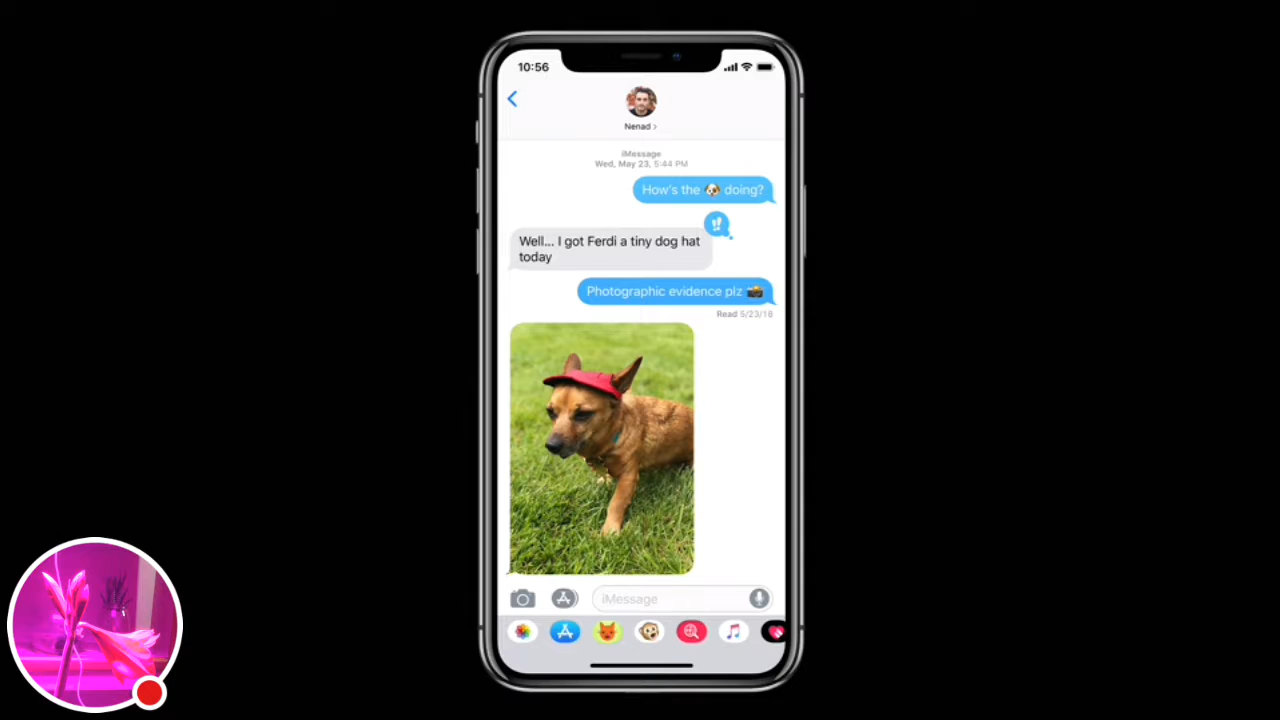 10:56
Nenad >
iMessage
Wed, May 23, 5:44 PM
How's the 🐶 doing?
Well... I got Ferdi a tiny dog hat
today
Photographic evidence plz 📸
Read 5/23/18
iMessage